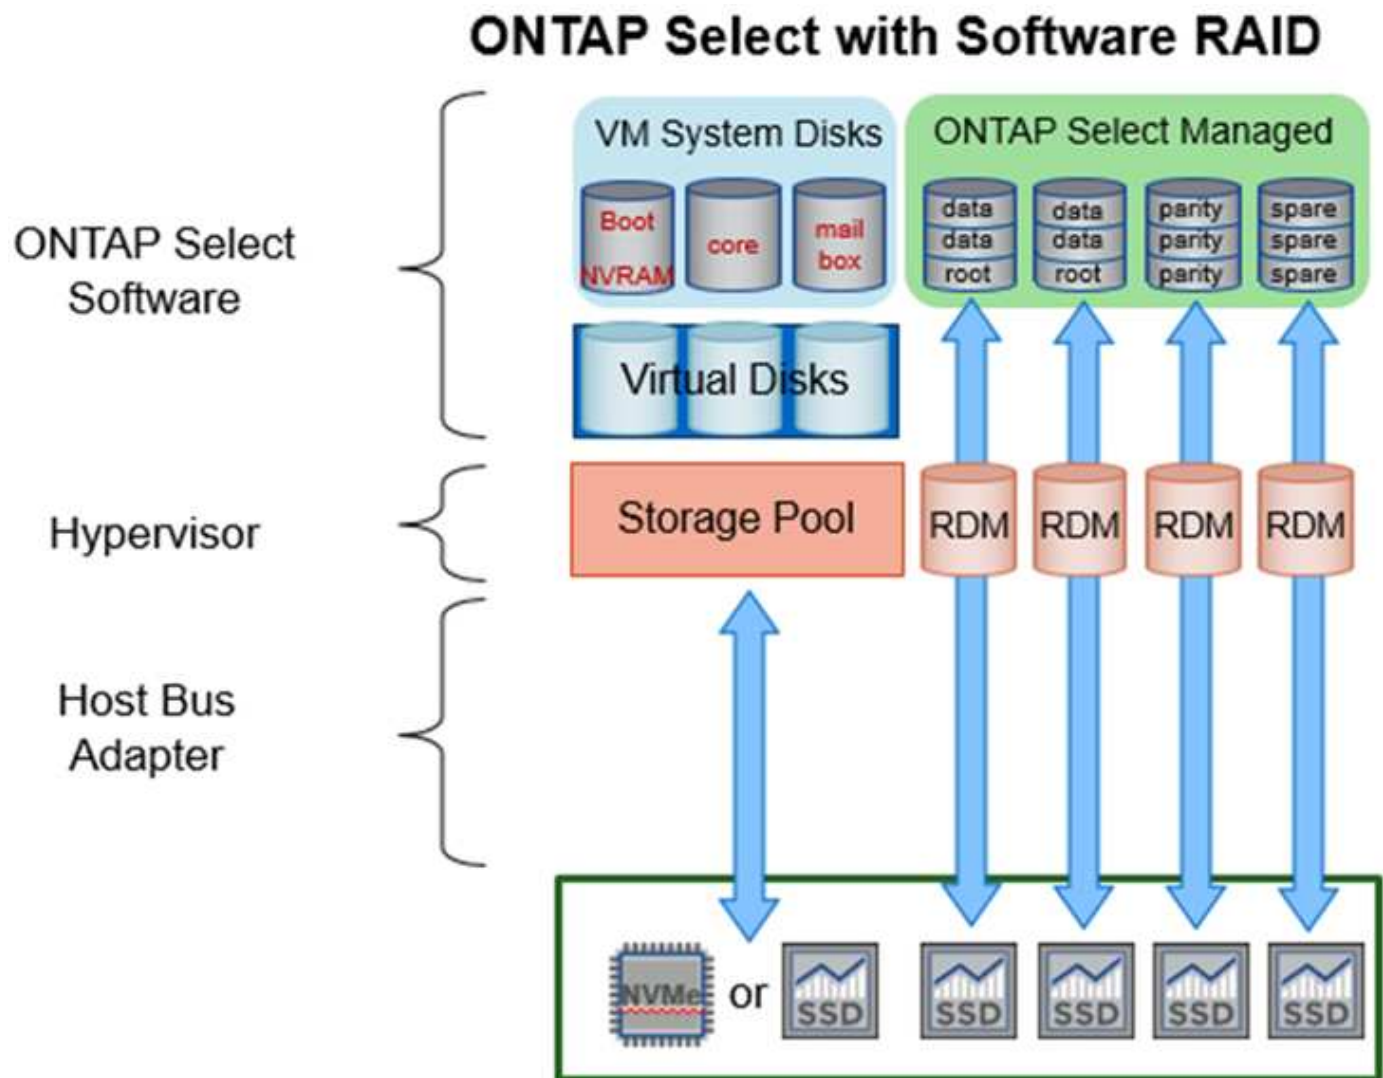 ONTAP Select with Software RAID
VM System Disks
ONTAP Select Managed
Boot
NVRAM
core
mail
box
data
data
root
data
data
root
parity
parity
parity
spare
spare
spare
ONTAP Select
Software
Virtual Disks
Hypervisor
Storage Pool
RDM
RDM
RDM
RDM
Host Bus
Adapter
NVMe
or
SSD
SSD
SSD
SSD
SSD